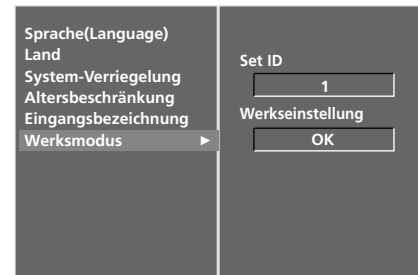 Sprache(Language)
Land
System-Verriegelung
Altersbeschränkung
Eingangsbezeichnung
Werksmodus ►
Set ID
1
Werkseinstellung
OK